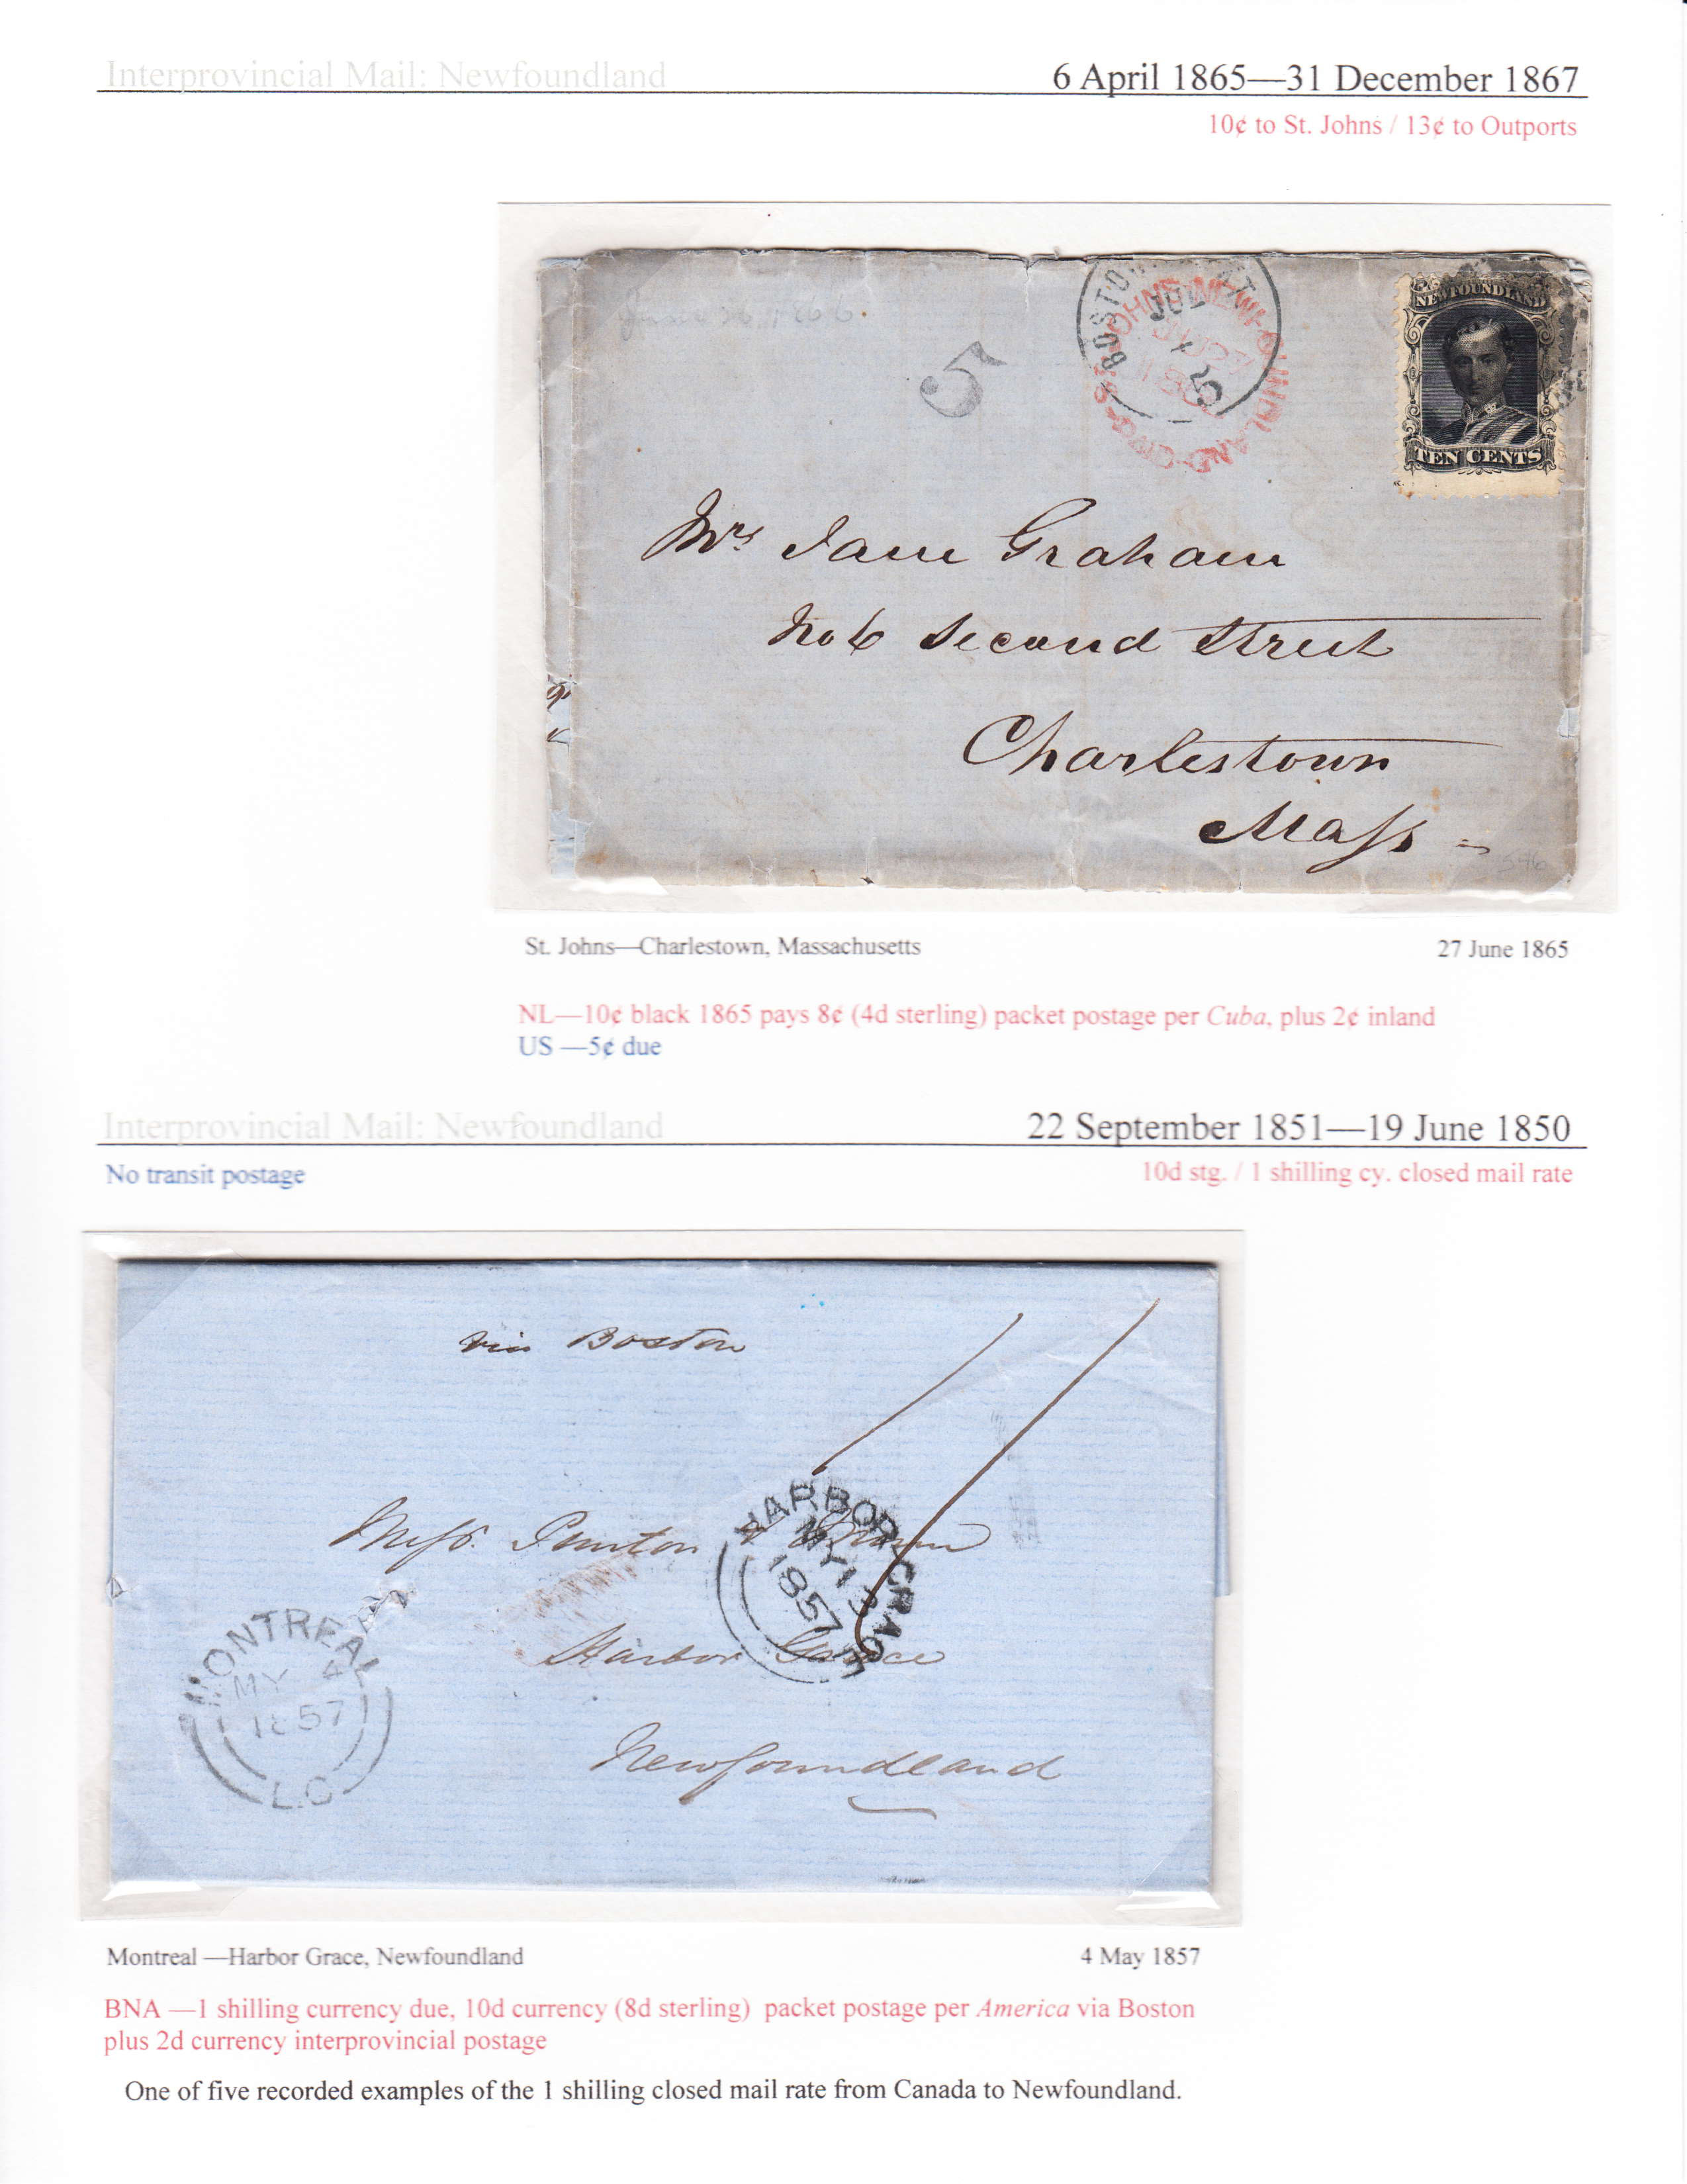 Interprovincial Mail: Newfoundland
6 April 1865—31 December 1867
10¢ to St. Johns / 13¢ to Outports
NEWFOUNDLAND
TEN CENTS
BOSTON
JUL
5
Mrs Jane Graham
No 6 Second Street
Charlestown
Mass
St. Johns—Charlestown, Massachusetts
27 June 1865
NL—10¢ black 1865 pays 8¢ (4d sterling) packet postage per Cuba, plus 2¢ inland
US —5¢ due
Interprovincial Mail: Newfoundland
22 September 1851—19 June 1850
No transit postage
10d stg. / 1 shilling cy. closed mail rate
via Boston
Harbor Grace
Newfoundland
HARBOR GRACE
MY 13
1857
MONTREAL
MY 4
1857
L.C.
Montreal —Harbor Grace, Newfoundland
4 May 1857
BNA —1 shilling currency due, 10d currency (8d sterling) packet postage per America via Boston
plus 2d currency interprovincial postage
One of five recorded examples of the 1 shilling closed mail rate from Canada to Newfoundland.